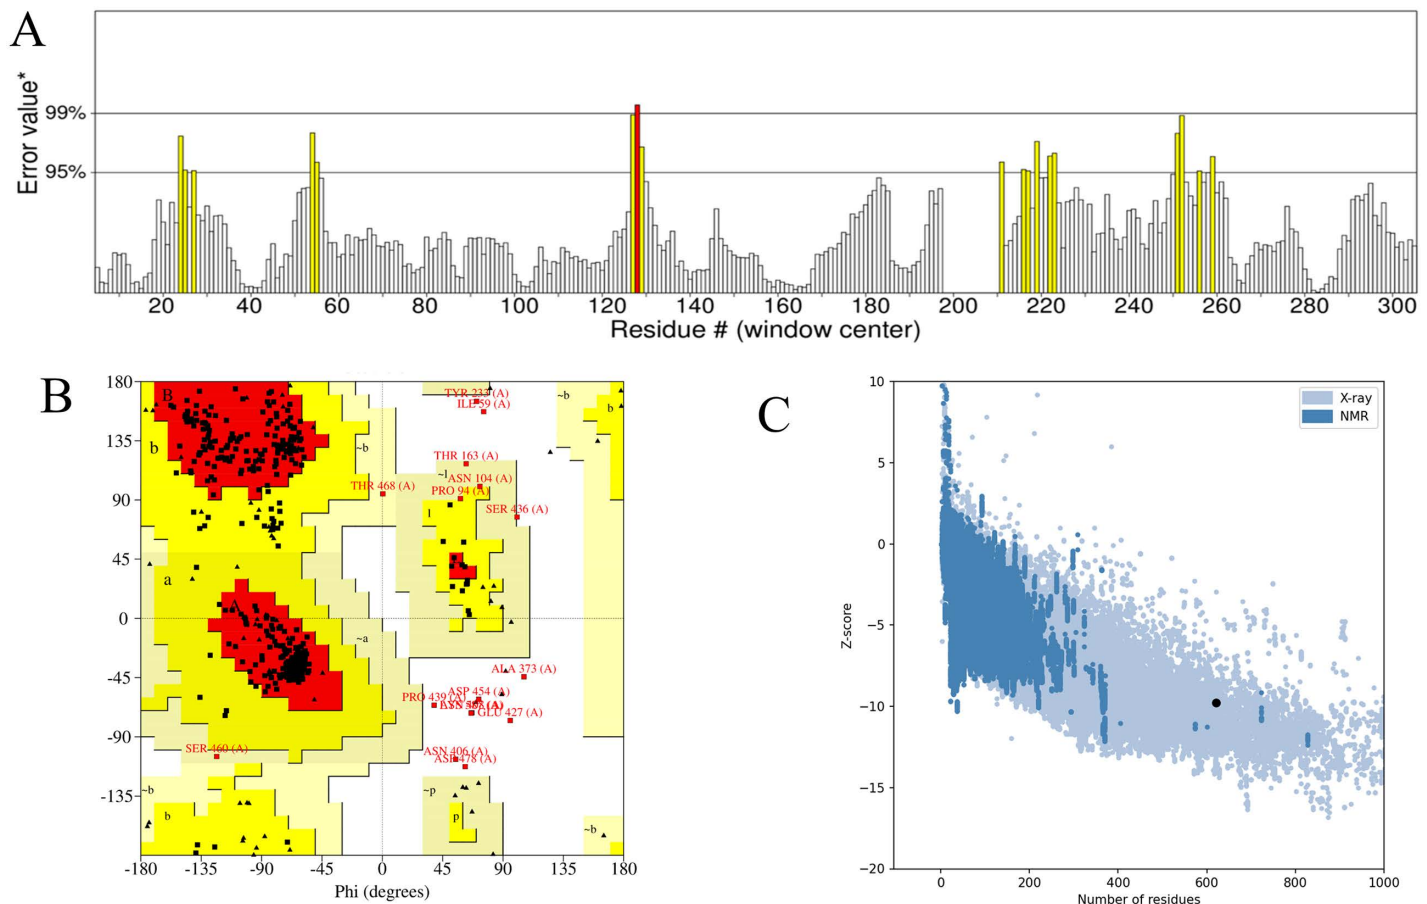 A
Error value*
99%
95%
20 40 60 80 100 120 140 160 180 200 220 240 260 280 300
Residue # (window center)
B
180
135
90
45
0
-45
-90
-135
-180 -135 -90 -45 0 45 90 135 180
Phi (degrees)
B
b
~b
a
A
~a
~b
b
~l
l
~p
p
~b
b
~b
TYR 233 (A)
ILE 59 (A)
THR 163 (A)
ASN 104 (A)
THR 468 (A)
PRO 94 (A)
SER 436 (A)
ALA 373 (A)
ASP 454 (A)
PRO 439 (A)
GLU 427 (A)
SER 460 (A)
ASN 406 (A)
478 (A)
C
X-ray
NMR
Z-score
10
5
0
−5
−10
−15
−20
0 200 400 600 800 1000
Number of residues